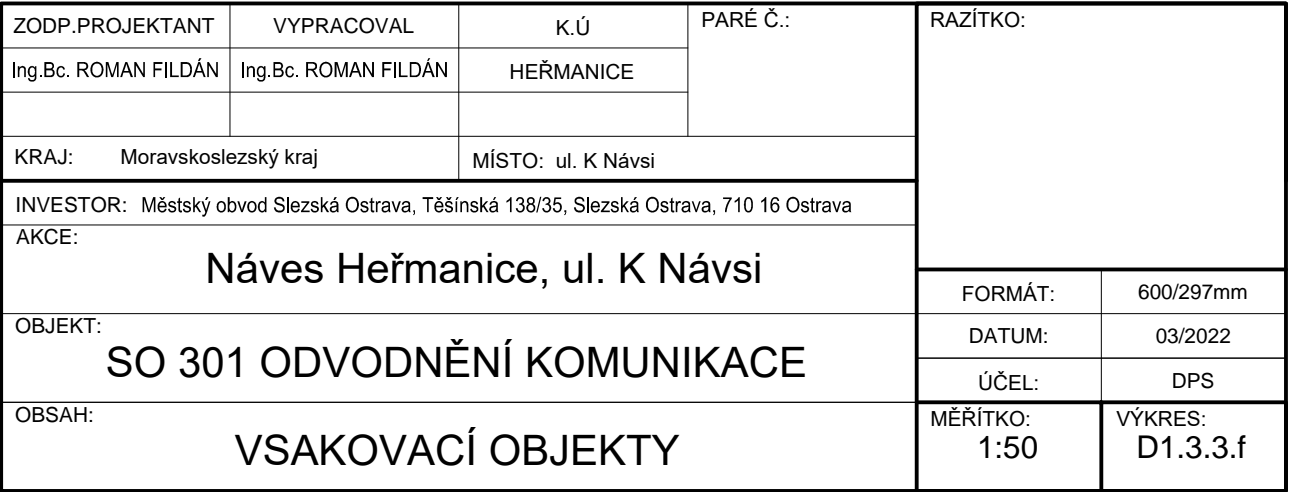 ZODP.PROJEKTANT VYPRACOVAL K.Ú PARÉ Č.: RAZÍTKO:
Ing.Bc. ROMAN FILDÁN Ing.Bc. ROMAN FILDÁN HEŘMANICE
KRAJ: Moravskoslezský kraj MÍSTO: ul. K Návsi
INVESTOR: Městský obvod Slezská Ostrava, Těšínská 138/35, Slezská Ostrava, 710 16 Ostrava
AKCE:
Náves Heřmanice, ul. K Návsi
FORMÁT: 600/297mm
OBJEKT:
SO 301 ODVODNĚNÍ KOMUNIKACE
DATUM: 03/2022
ÚČEL: DPS
OBSAH:
VSAKOVACÍ OBJEKTY
MĚŘÍTKO: VÝKRES:
1:50 D1.3.3.f